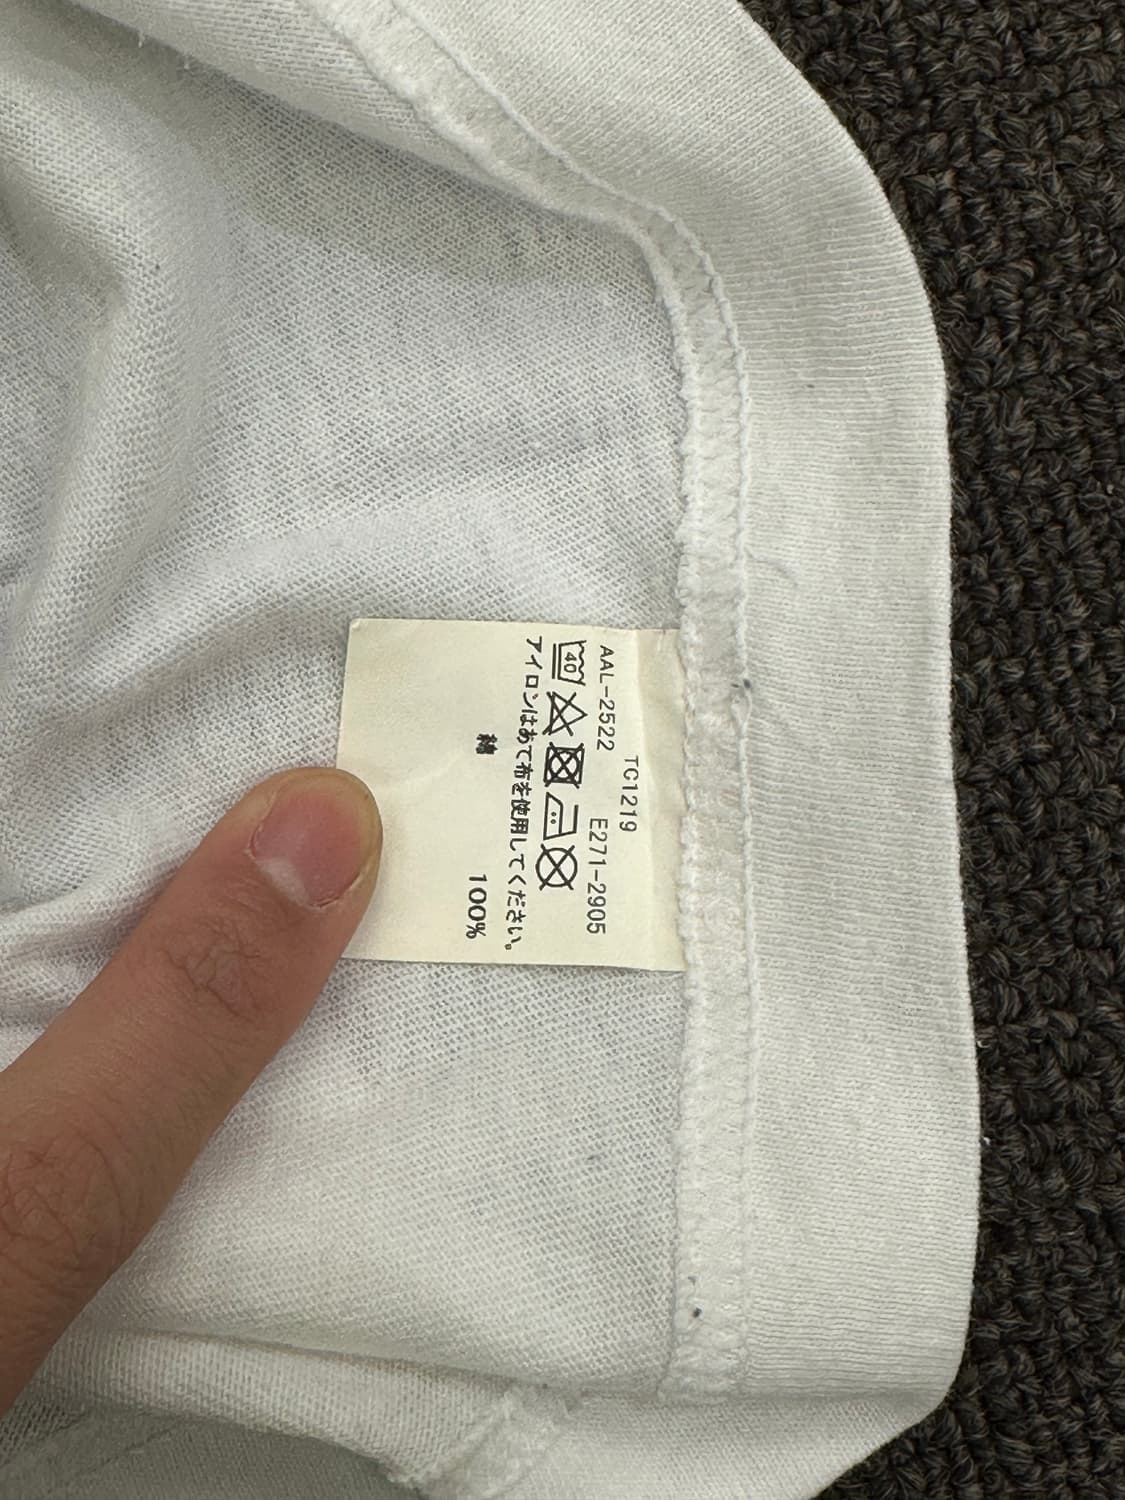 TC1219
AAL-2522 E271-2905
40
アイロンはあて布を使用してください。
綿 100%